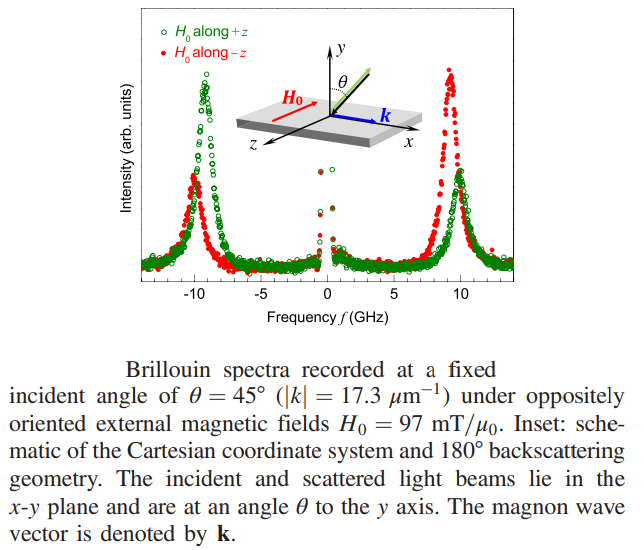 H0 along +z
H0 along −z
Intensity (arb. units)
y
θ
H0
k
z
x
-10 -5 0 5 10
Frequency f (GHz)
Brillouin spectra recorded at a fixed
incident angle of θ = 45° (|k| = 17.3 μm−1) under oppositely
oriented external magnetic fields H0 = 97 mT/μ0. Inset: sche-
matic of the Cartesian coordinate system and 180° backscattering
geometry. The incident and scattered light beams lie in the
x-y plane and are at an angle θ to the y axis. The magnon wave
vector is denoted by k.